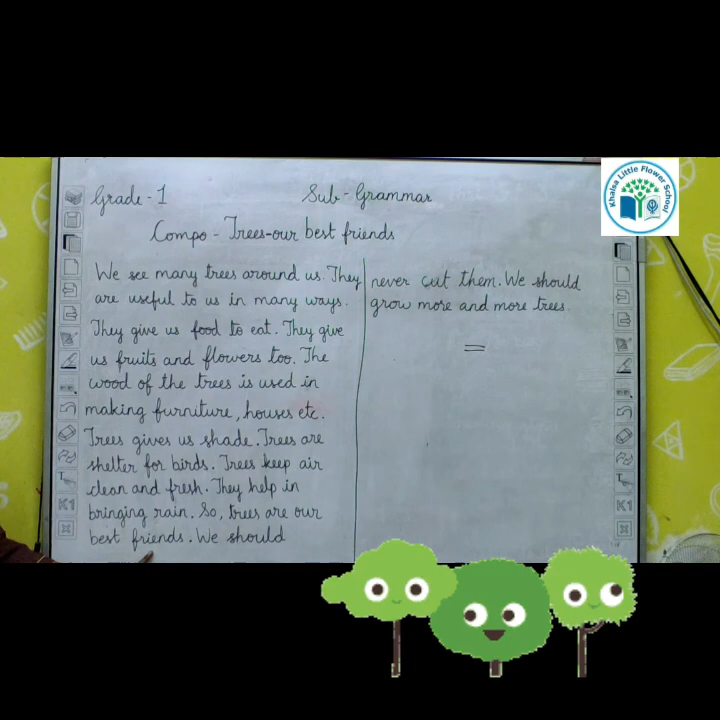 Grade - 1
Sub - Grammar
Compo - Trees-our best friends
We see many trees around us. They
are useful to us in many ways.
They give us food to eat. They give
us fruits and flowers too. The
wood of the trees is used in
making furniture, houses etc.
Trees gives us shade. Trees are
shelter for birds. Trees keep air
clean and fresh. They help in
bringing rain. So, trees are our
best friends. We should
never cut them. We should
grow more and more trees.
Khalsa Little Flower School
K1
K1